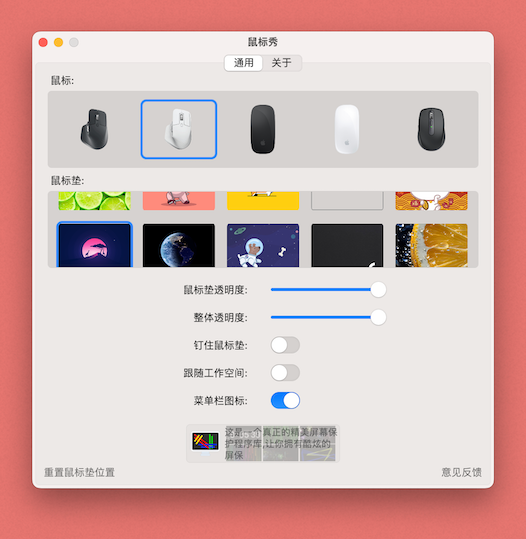 鼠标秀
通用
关于
鼠标:
鼠标垫:
鼠标垫透明度:
整体透明度:
钉住鼠标垫:
跟随工作空间:
菜单栏图标:
这是一个真正的精美屏幕保
护程序库,让你拥有酷炫的
屏保
重置鼠标垫位置
意见反馈